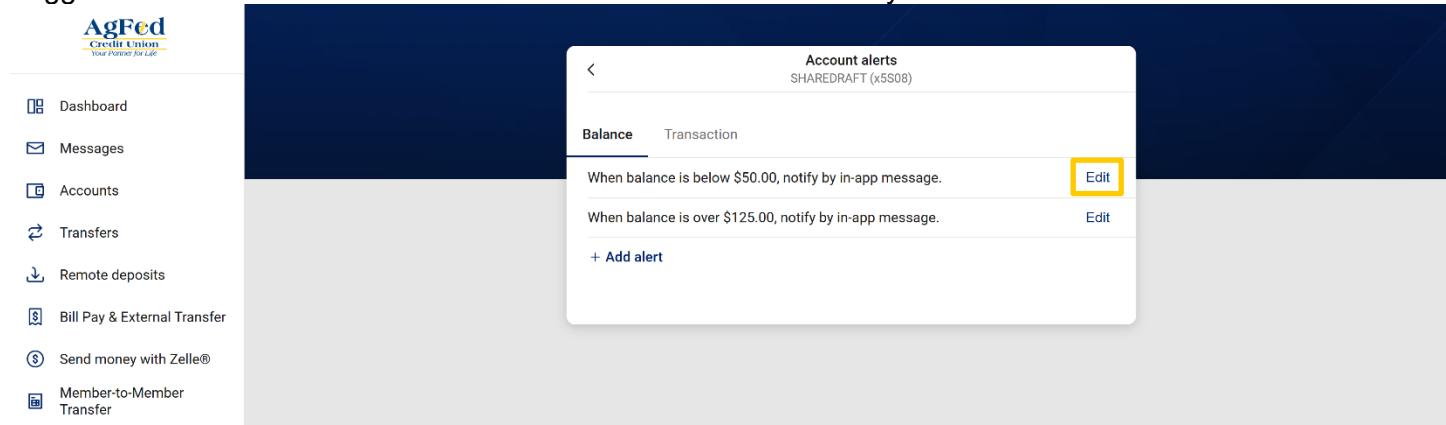 AgFed
Credit Union
Your Partner for Life
Dashboard
Messages
Accounts
Transfers
Remote deposits
Bill Pay & External Transfer
Send money with Zelle®
Member-to-Member
Transfer
Account alerts
SHAREDRAFT (x5S08)
Balance Transaction
When balance is below $50.00, notify by in-app message. Edit
When balance is over $125.00, notify by in-app message. Edit
+ Add alert